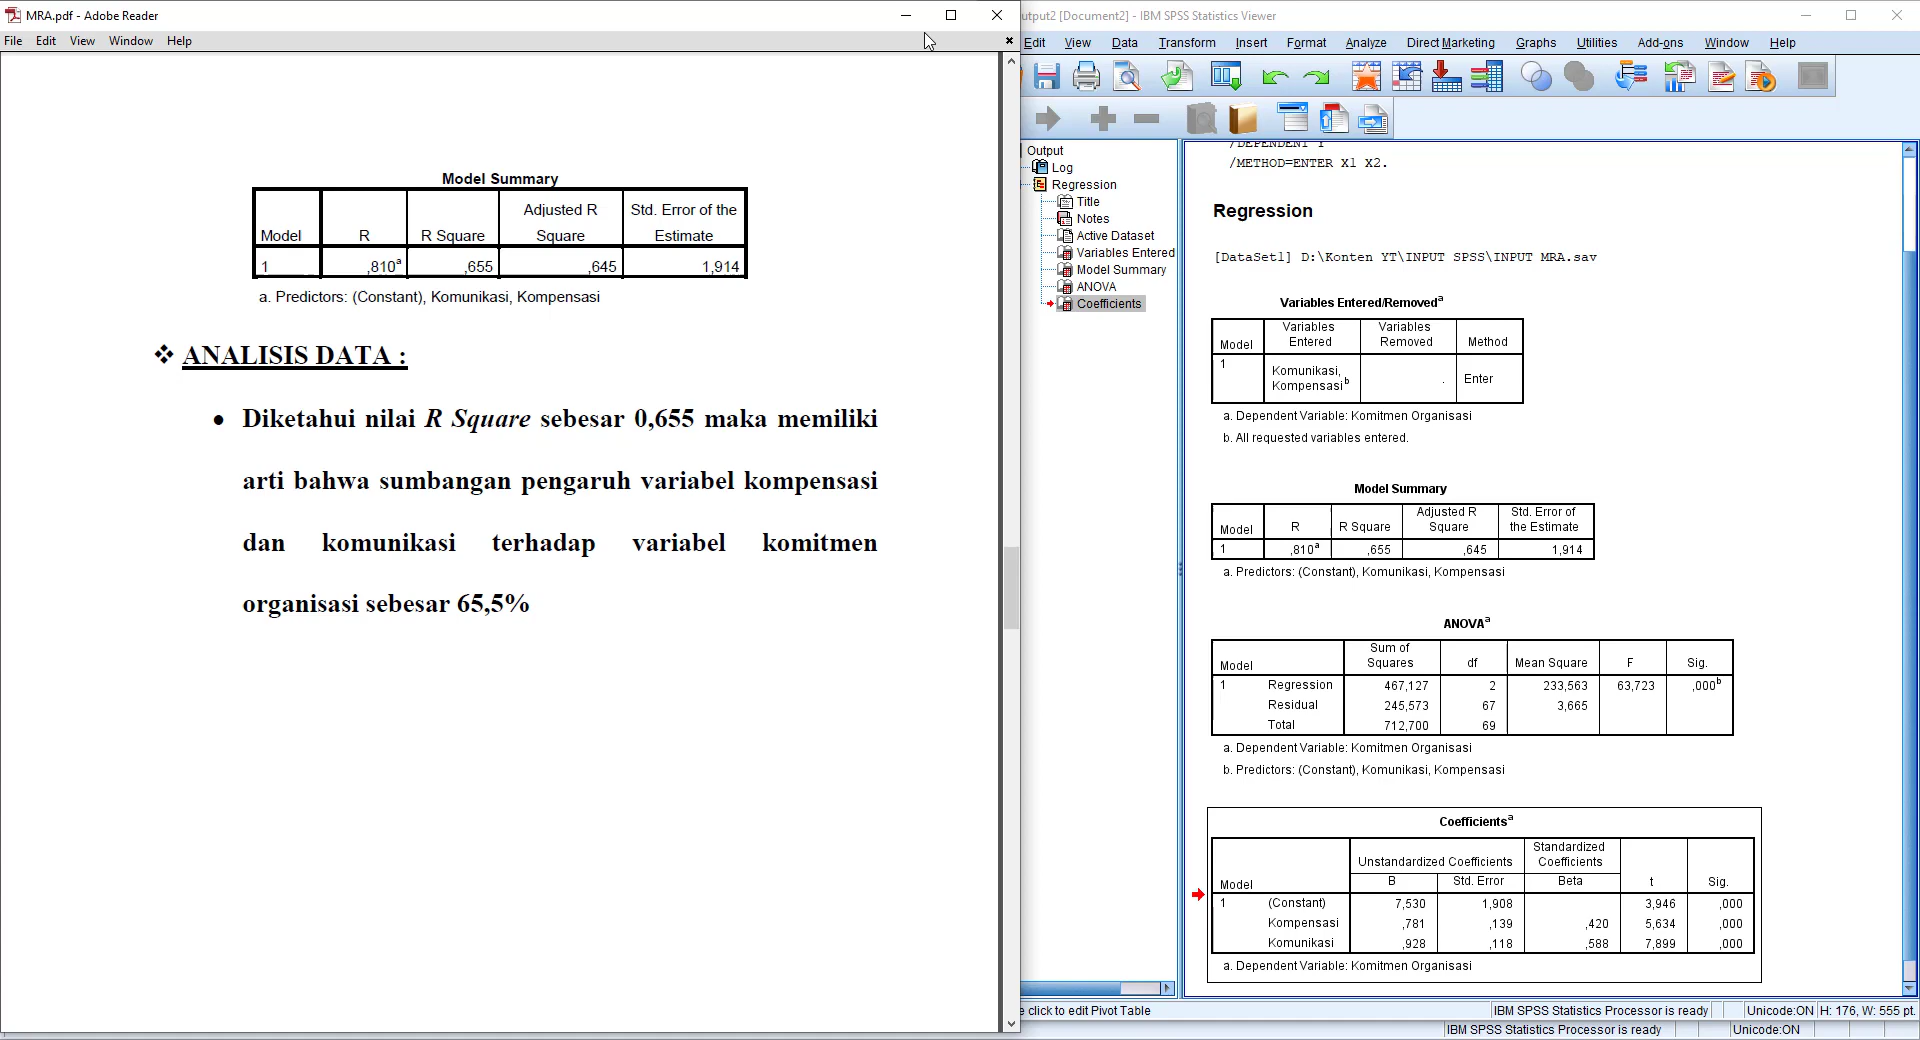 MRA.pdf - Adobe Reader
File Edit View Window Help
Model Summary
Model R R Square Adjusted R Square Std. Error of the Estimate
1 ,810a ,655 ,645 1,914
a. Predictors: (Constant), Komunikasi, Kompensasi
❖ ANALISIS DATA :
• Diketahui nilai R Square sebesar 0,655 maka memiliki
arti bahwa sumbangan pengaruh variabel kompensasi
dan komunikasi terhadap variabel komitmen
organisasi sebesar 65,5%
utput2 [Document2] - IBM SPSS Statistics Viewer
Edit View Data Transform Insert Format Analyze Direct Marketing Graphs Utilities Add-ons Window Help
Output
Log
Regression
Title
Notes
Active Dataset
Variables Entered
Model Summary
ANOVA
Coefficients
/DEPENDENT Y
/METHOD=ENTER X1 X2.
Regression
[DataSet1] D:\Konten YT\INPUT SPSS\INPUT MRA.sav
Variables Entered/Removeda
Model Variables Entered Variables Removed Method
1 Komunikasi, Kompensasib . Enter
a. Dependent Variable: Komitmen Organisasi
b. All requested variables entered.
Model Summary
Model R R Square Adjusted R Square Std. Error of the Estimate
1 ,810a ,655 ,645 1,914
a. Predictors: (Constant), Komunikasi, Kompensasi
ANOVAa
Model Sum of Squares df Mean Square F Sig.
1 Regression 467,127 2 233,563 63,723 ,000b
Residual 245,573 67 3,665
Total 712,700 69
a. Dependent Variable: Komitmen Organisasi
b. Predictors: (Constant), Komunikasi, Kompensasi
Coefficientsa
Model Unstandardized Coefficients Standardized Coefficients t Sig.
B Std. Error Beta
1 (Constant) 7,530 1,908 3,946 ,000
Kompensasi ,781 ,139 ,420 5,634 ,000
Komunikasi ,928 ,118 ,588 7,899 ,000
a. Dependent Variable: Komitmen Organisasi
click to edit Pivot Table IBM SPSS Statistics Processor is ready Unicode:ON H: 176, W: 555 pt.
IBM SPSS Statistics Processor is ready Unicode:ON